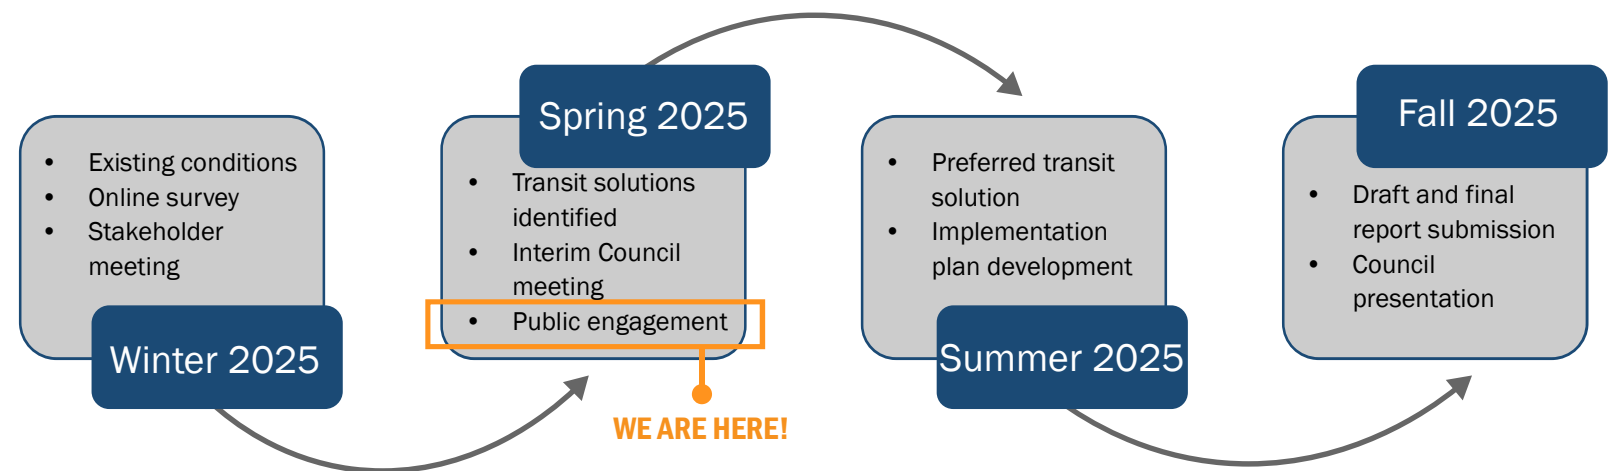 • Existing conditions
• Online survey
• Stakeholder
meeting
Winter 2025
Spring 2025
• Transit solutions
identified
• Interim Council
meeting
• Public engagement
WE ARE HERE!
• Preferred transit
solution
• Implementation
plan development
Summer 2025
Fall 2025
• Draft and final
report submission
• Council
presentation